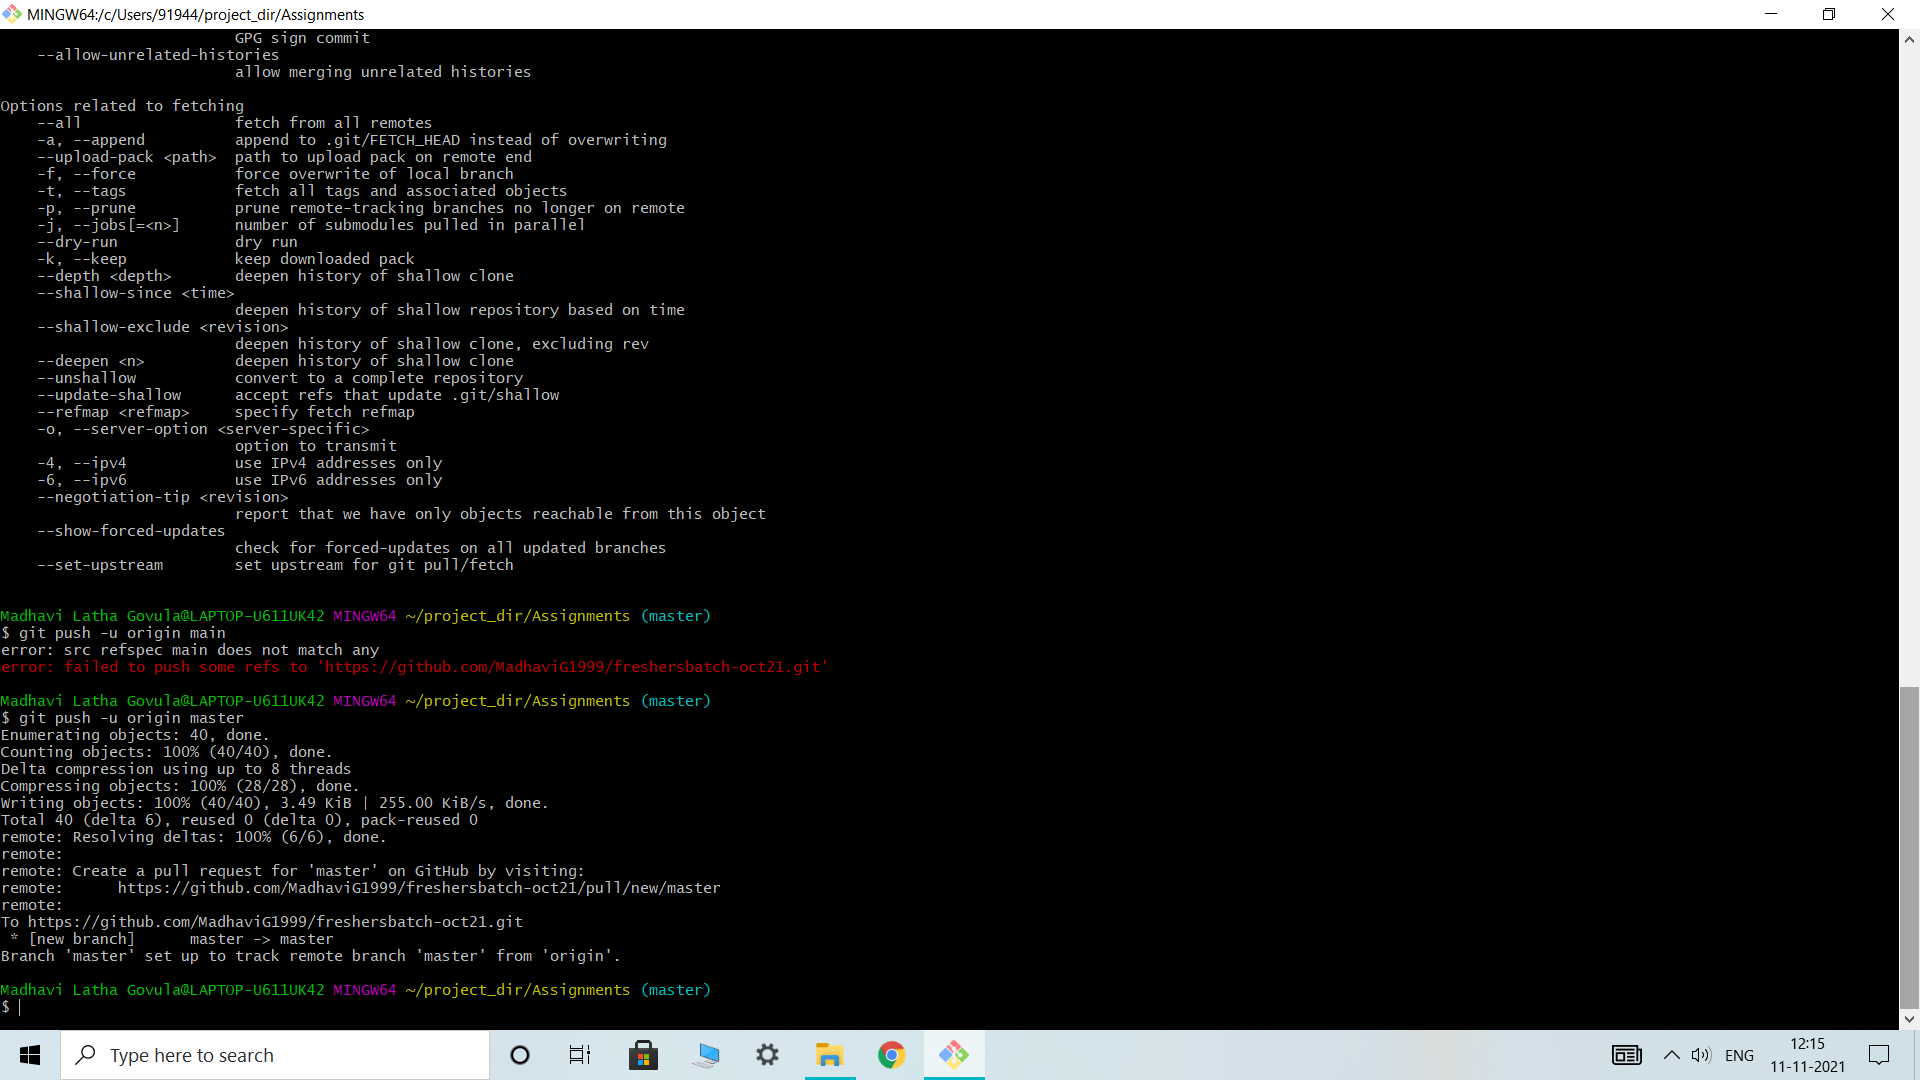 MINGW64:/c/Users/91944/project_dir/Assignments
GPG sign commit
--allow-unrelated-histories
allow merging unrelated histories
Options related to fetching
--all fetch from all remotes
-a, --append append to .git/FETCH_HEAD instead of overwriting
--upload-pack <path> path to upload pack on remote end
-f, --force force overwrite of local branch
-t, --tags fetch all tags and associated objects
-p, --prune prune remote-tracking branches no longer on remote
-j, --jobs[=<n>] number of submodules pulled in parallel
--dry-run dry run
-k, --keep keep downloaded pack
--depth <depth> deepen history of shallow clone
--shallow-since <time>
deepen history of shallow repository based on time
--shallow-exclude <revision>
deepen history of shallow clone, excluding rev
--deepen <n> deepen history of shallow clone
--unshallow convert to a complete repository
--update-shallow accept refs that update .git/shallow
--refmap <refmap> specify fetch refmap
-o, --server-option <server-specific>
option to transmit
-4, --ipv4 use IPv4 addresses only
-6, --ipv6 use IPv6 addresses only
--negotiation-tip <revision>
report that we have only objects reachable from this object
--show-forced-updates
check for forced-updates on all updated branches
--set-upstream set upstream for git pull/fetch
Madhavi Latha Govula@LAPTOP-U611UK42 MINGW64 ~/project_dir/Assignments (master)
$ git push -u origin main
error: src refspec main does not match any
error: failed to push some refs to 'https://github.com/MadhaviG1999/freshersbatch-oct21.git'
Madhavi Latha Govula@LAPTOP-U611UK42 MINGW64 ~/project_dir/Assignments (master)
$ git push -u origin master
Enumerating objects: 40, done.
Counting objects: 100% (40/40), done.
Delta compression using up to 8 threads
Compressing objects: 100% (28/28), done.
Writing objects: 100% (40/40), 3.49 KiB | 255.00 KiB/s, done.
Total 40 (delta 6), reused 0 (delta 0), pack-reused 0
remote: Resolving deltas: 100% (6/6), done.
remote:
remote: Create a pull request for 'master' on GitHub by visiting:
remote: https://github.com/MadhaviG1999/freshersbatch-oct21/pull/new/master
remote:
To https://github.com/MadhaviG1999/freshersbatch-oct21.git
* [new branch] master -> master
Branch 'master' set up to track remote branch 'master' from 'origin'.
Madhavi Latha Govula@LAPTOP-U611UK42 MINGW64 ~/project_dir/Assignments (master)
$
Type here to search
ENG
12:15
11-11-2021